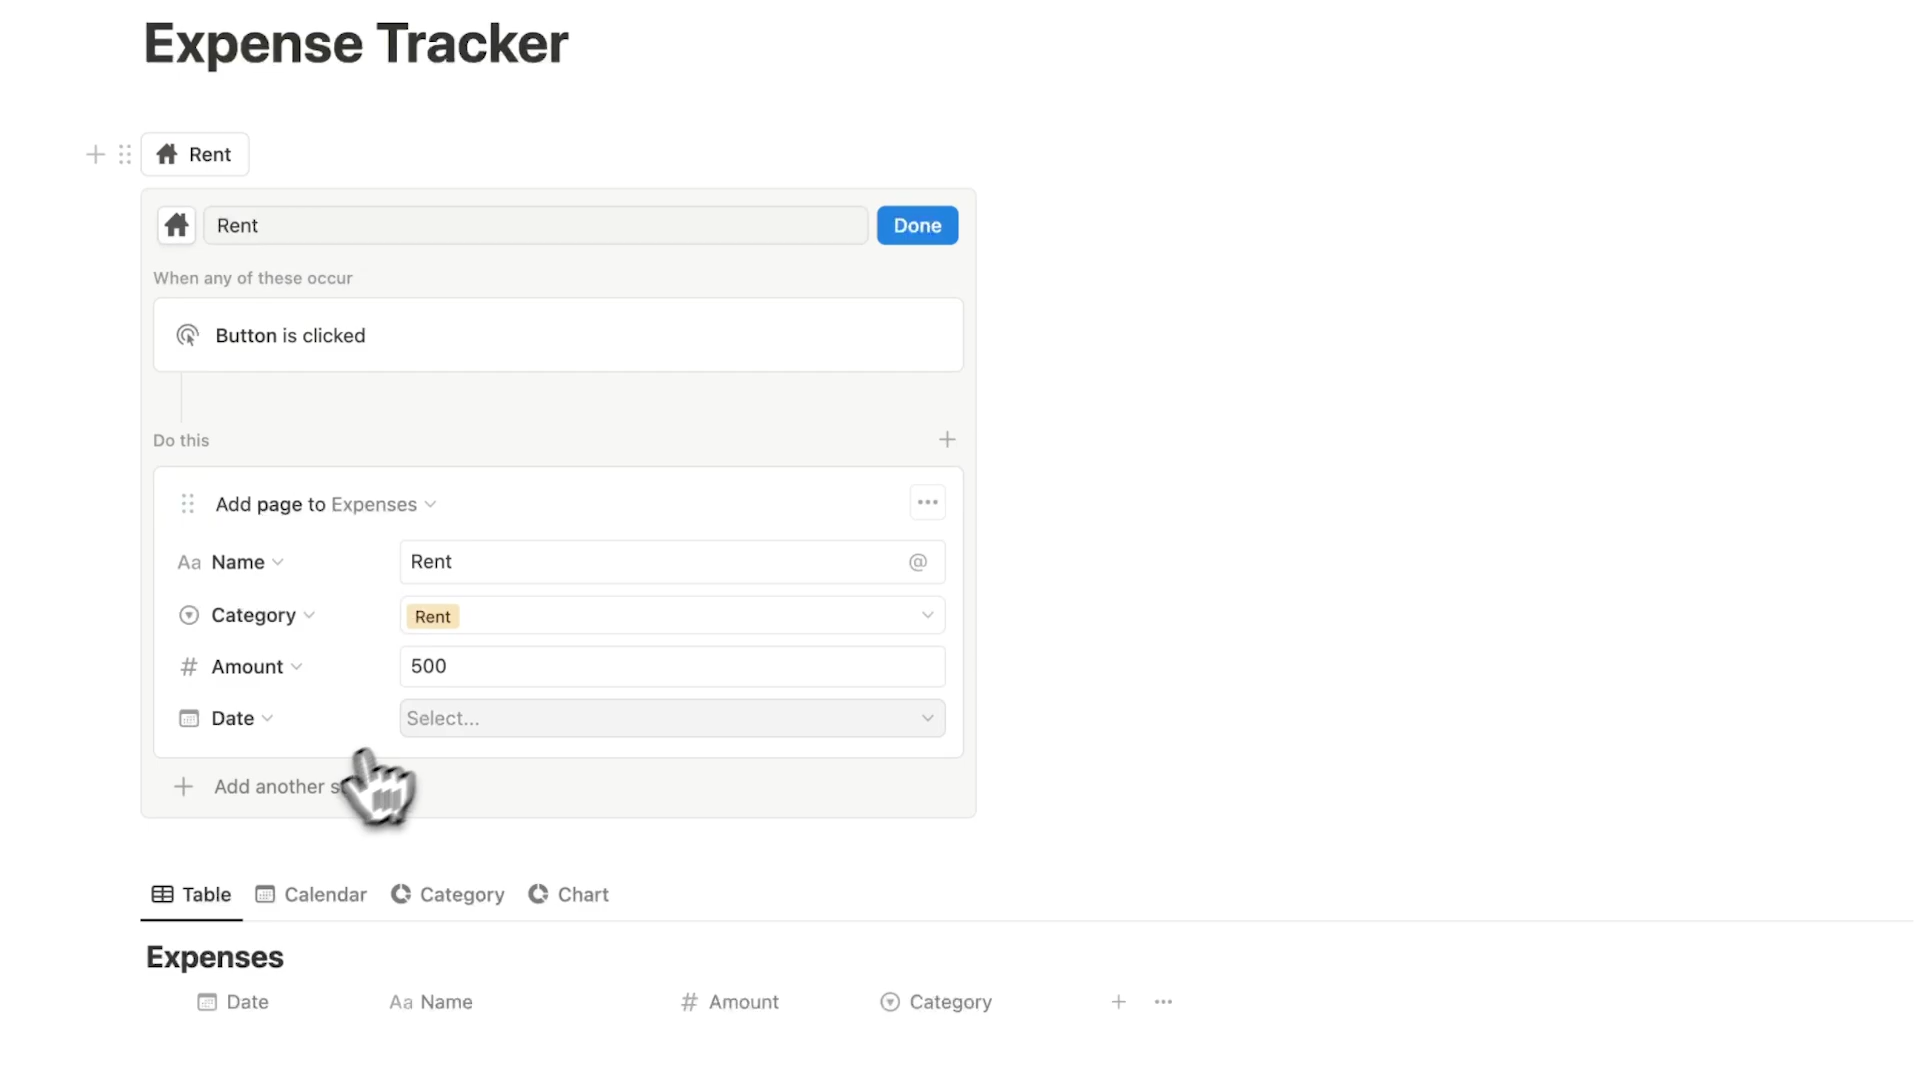 Expense Tracker
Rent
Rent
Done
When any of these occur
Button is clicked
Do this
Add page to Expenses
Aa Name
Rent
@
Category
Rent
# Amount
500
Date
Select...
Add another
Table
Calendar
Category
Chart
Expenses
Date
Aa Name
# Amount
Category